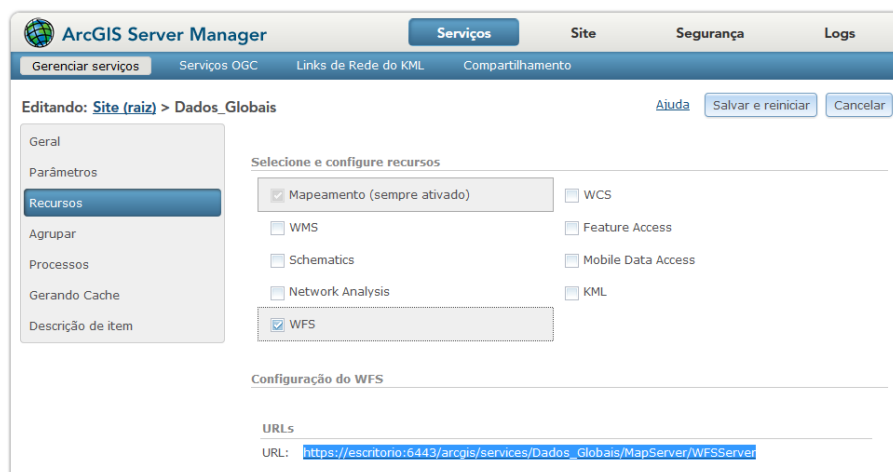 ArcGIS Server Manager Serviços Site Segurança Logs
Gerenciar serviços Serviços OGC Links de Rede do KML Compartilhamento
Editando: Site (raiz) > Dados_Globais Ajuda Salvar e reiniciar Cancelar
Geral
Parâmetros
Recursos
Agrupar
Processos
Gerando Cache
Descrição de item
Selecione e configure recursos
Mapeamento (sempre ativado) WCS
WMS Feature Access
Schematics Mobile Data Access
Network Analysis KML
WFS
Configuração do WFS
URLs
URL: https://escritorio:6443/arcgis/services/Dados_Globais/MapServer/WFSServer